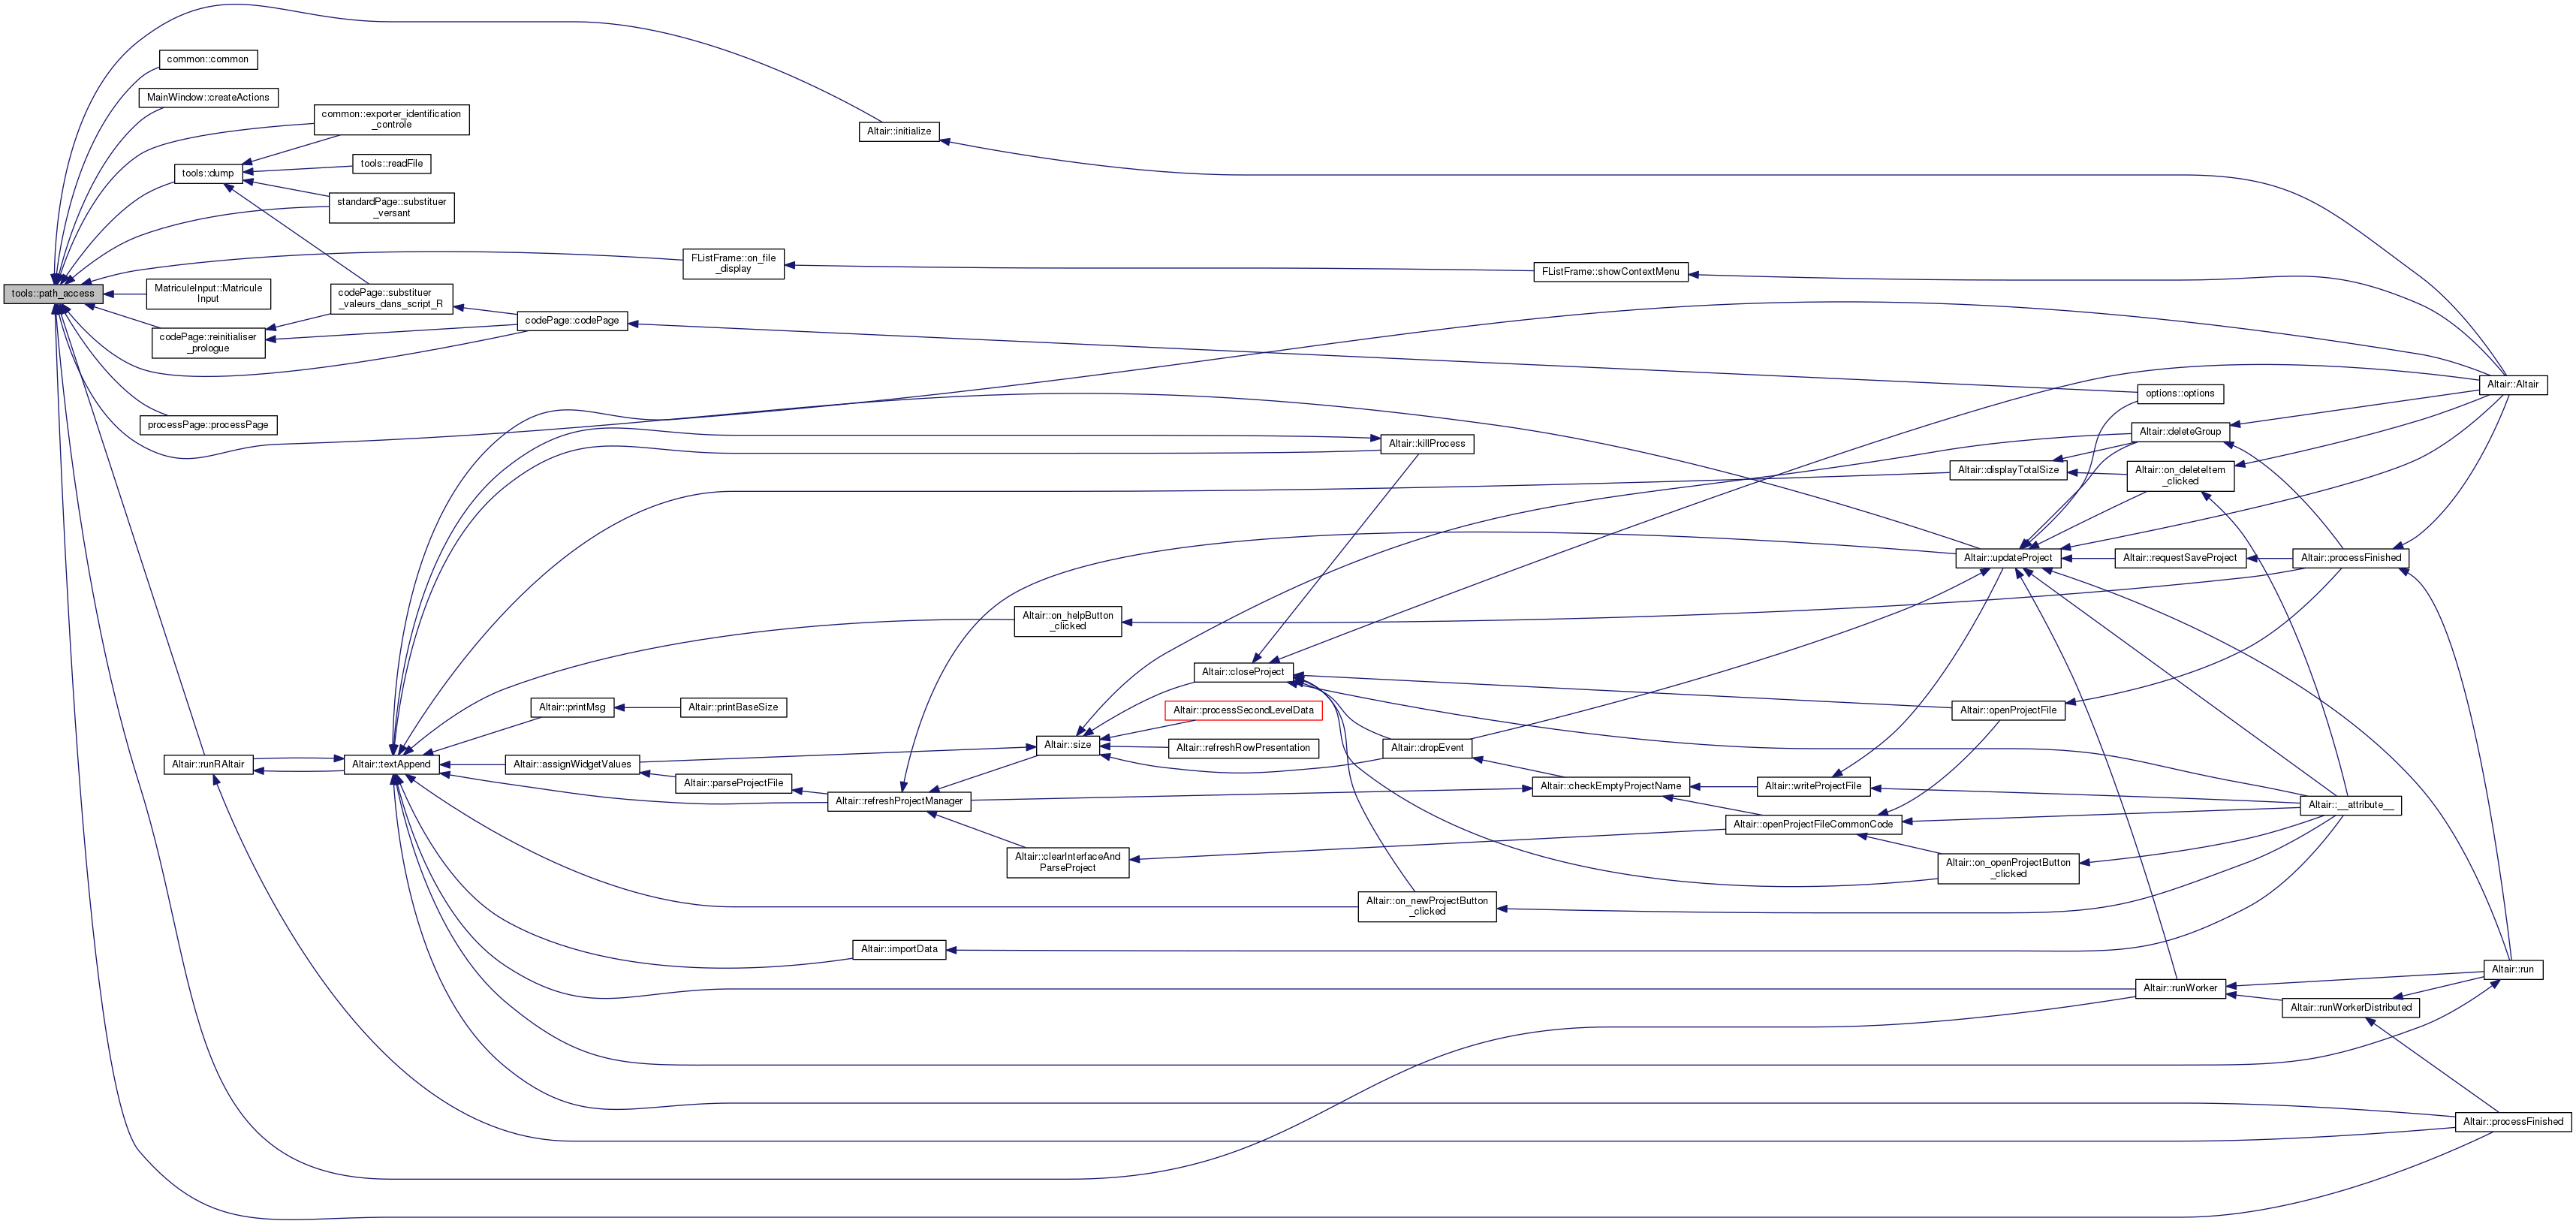 common::common
MainWindow::createActions
common::exporter_identification
_controle
Altair::initialize
tools::readFile
tools::dump
standardPage::substituer
_versant
FListFrame::on_file
_display
FListFrame::showContextMenu
tools::path_access
MatriculeInput::Matricule
Input
codePage::substituer
_valeurs_dans_script_R
codePage::codePage
codePage::reinitialiser
_prologue
processPage::processPage
Altair::Altair
options::options
Altair::deleteGroup
Altair::killProcess
Altair::displayTotalSize
Altair::on_deleteItem
_clicked
Altair::updateProject
Altair::requestSaveProject
Altair::processFinished
Altair::on_helpButton
_clicked
Altair::closeProject
Altair::printMsg
Altair::printBaseSize
Altair::processSecondLevelData
Altair::openProjectFile
Altair::size
Altair::refreshRowPresentation
Altair::dropEvent
Altair::runRAltair
Altair::textAppend
Altair::assignWidgetValues
Altair::parseProjectFile
Altair::checkEmptyProjectName
Altair::writeProjectFile
Altair::refreshProjectManager
Altair::__attribute__
Altair::openProjectFileCommonCode
Altair::clearInterfaceAnd
ParseProject
Altair::on_openProjectButton
_clicked
Altair::on_newProjectButton
_clicked
Altair::importData
Altair::run
Altair::runWorker
Altair::runWorkerDistributed
Altair::processFinished